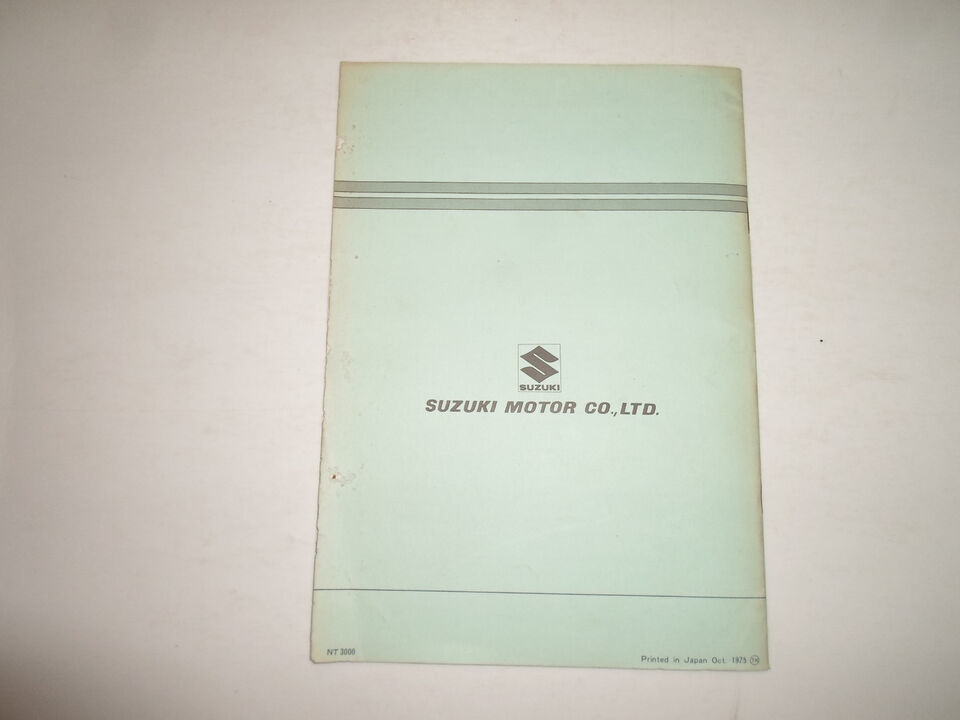 SUZUKI
SUZUKI MOTOR CO.,LTD.
NT 3000
Printed in Japan Oct. 1975